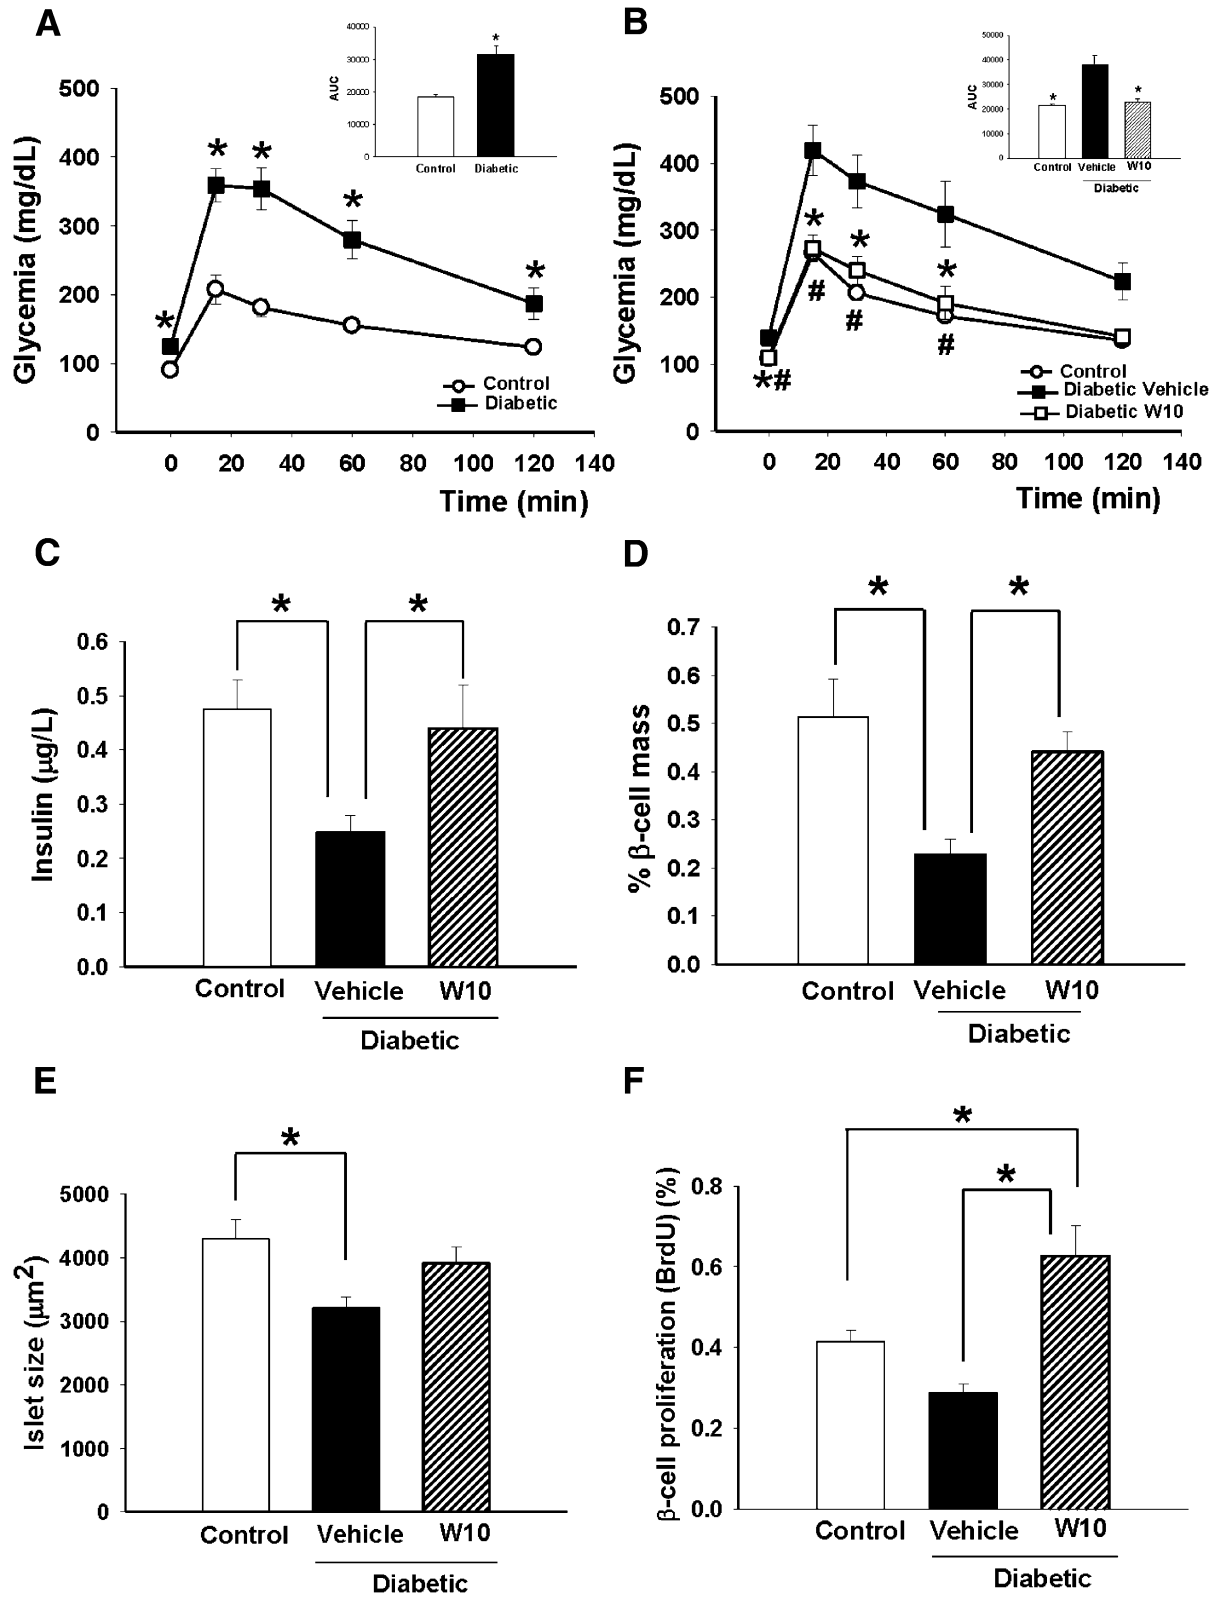 A
40000
30000
20000
10000
0
AUC
*
Control
Diabetic
500
400
300
200
100
0
Glycemia (mg/dL)
* * * * *
Control
Diabetic
0 20 40 60 80 100 120 140
Time (min)
B
50000
40000
30000
20000
10000
0
AUC
* *
Control Vehicle W10
Diabetic
500
400
300
200
100
0
Glycemia (mg/dL)
* * *
# # #
*#
Control
Diabetic Vehicle
Diabetic W10
0 20 40 60 80 100 120 140
Time (min)
C
* *
0.6
0.5
0.4
0.3
0.2
0.1
0.0
Insulin (µg/L)
Control Vehicle W10
Diabetic
D
* *
0.7
0.6
0.5
0.4
0.3
0.2
0.1
0.0
% β-cell mass
Control Vehicle W10
Diabetic
E
*
5000
4000
3000
2000
1000
0
Islet size (µm2)
Control Vehicle W10
Diabetic
F
*
*
0.8
0.6
0.4
0.2
0.0
β-cell proliferation (BrdU) (%)
Control Vehicle W10
Diabetic